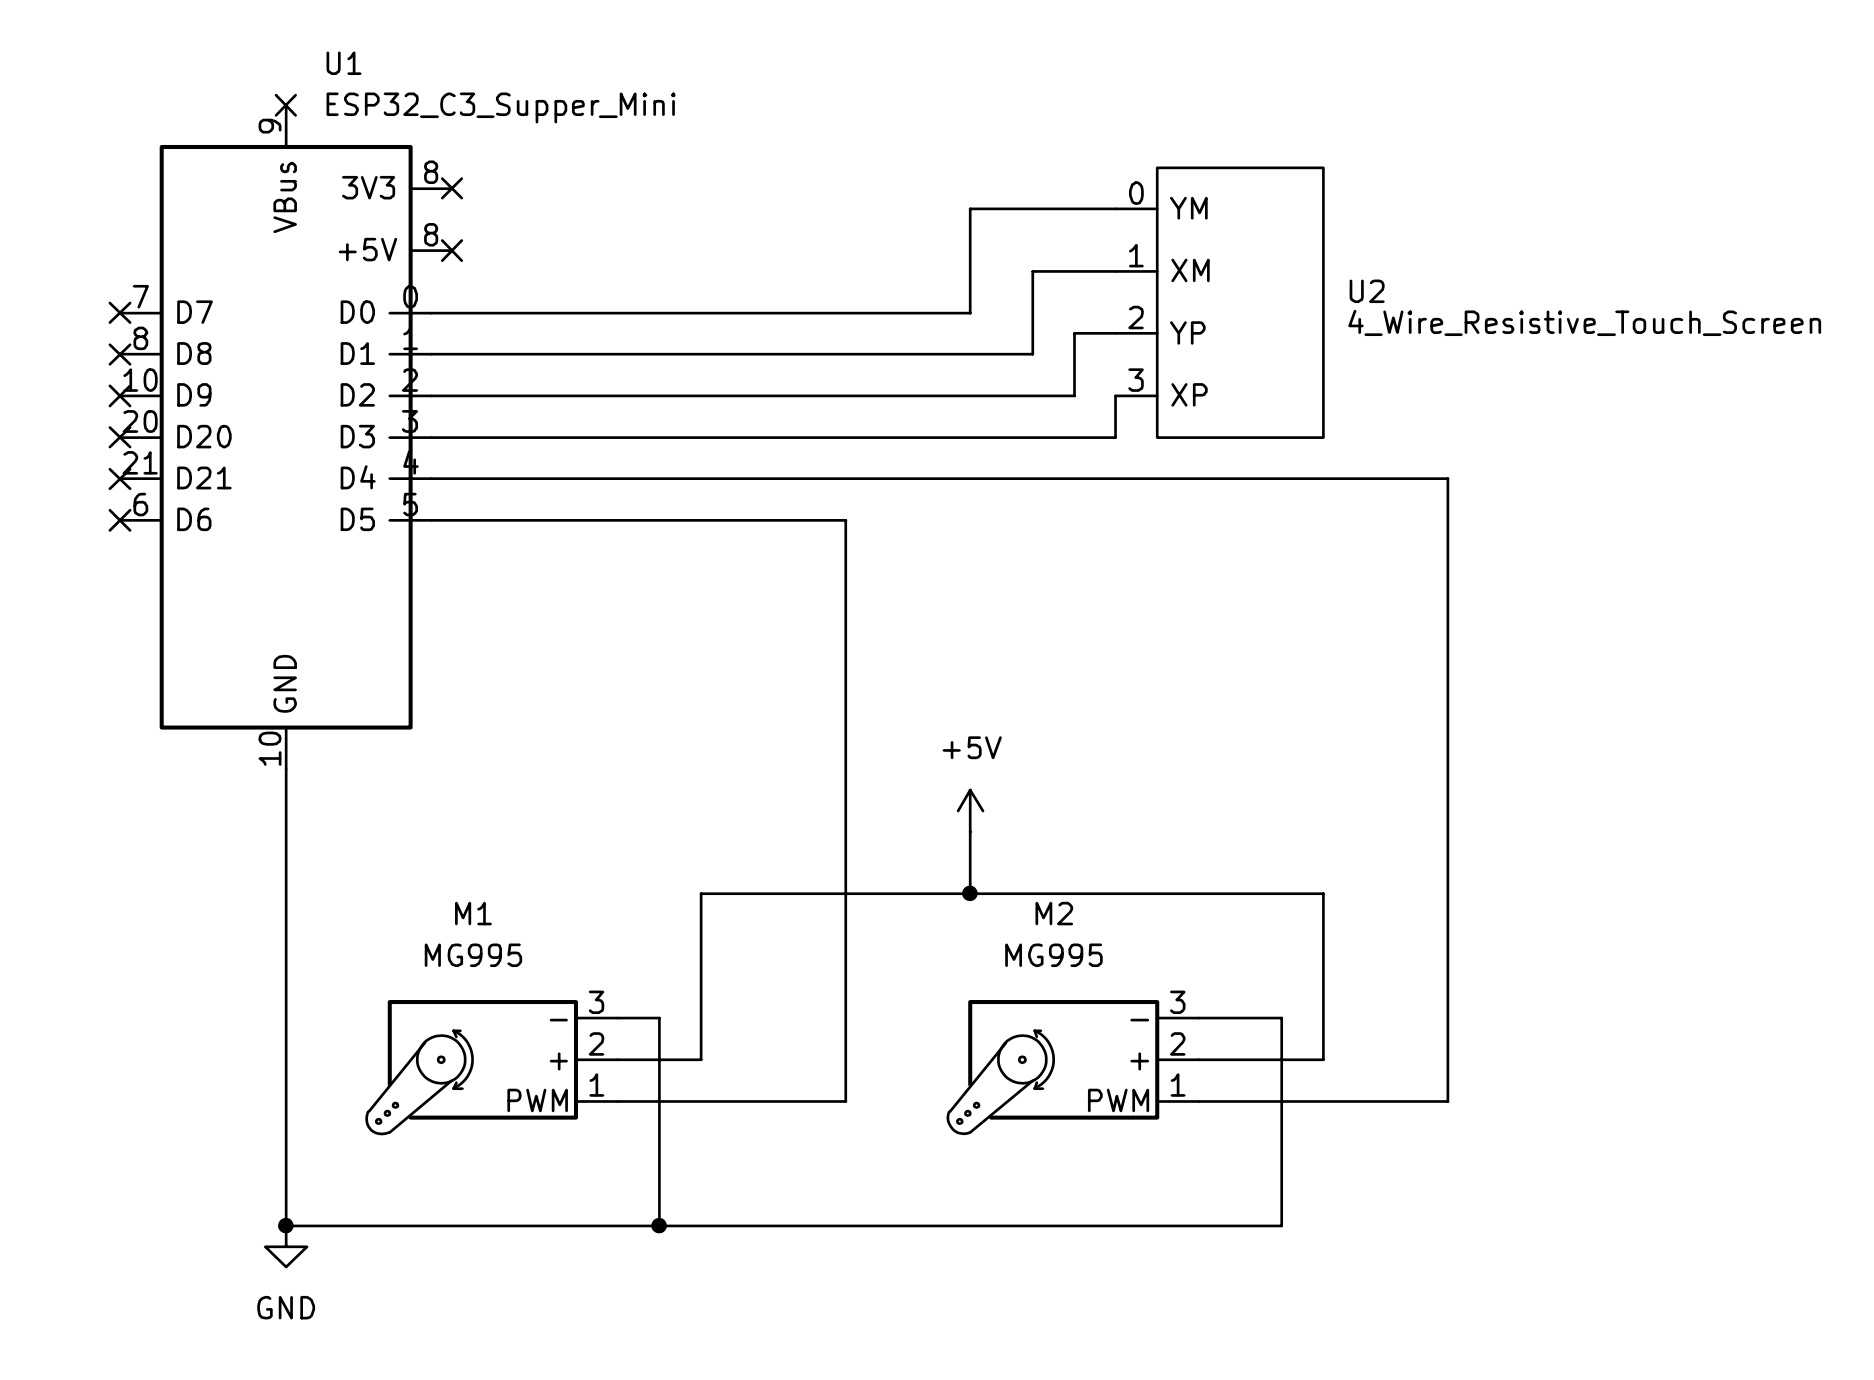 U1
ESP32_C3_Supper_Mini
9
VBus
3V3 8
+5V 8
7 D7
8 D8
10 D9
20 D20
21 D21
6 D6
D0 0
D1 1
D2 2
D3 3
D4 4
D5 5
GND
10
0 YM
1 XM
2 YP
3 XP
U2
4_Wire_Resistive_Touch_Screen
+5V
M1
MG995
- 3
+ 2
PWM 1
M2
MG995
- 3
+ 2
PWM 1
GND